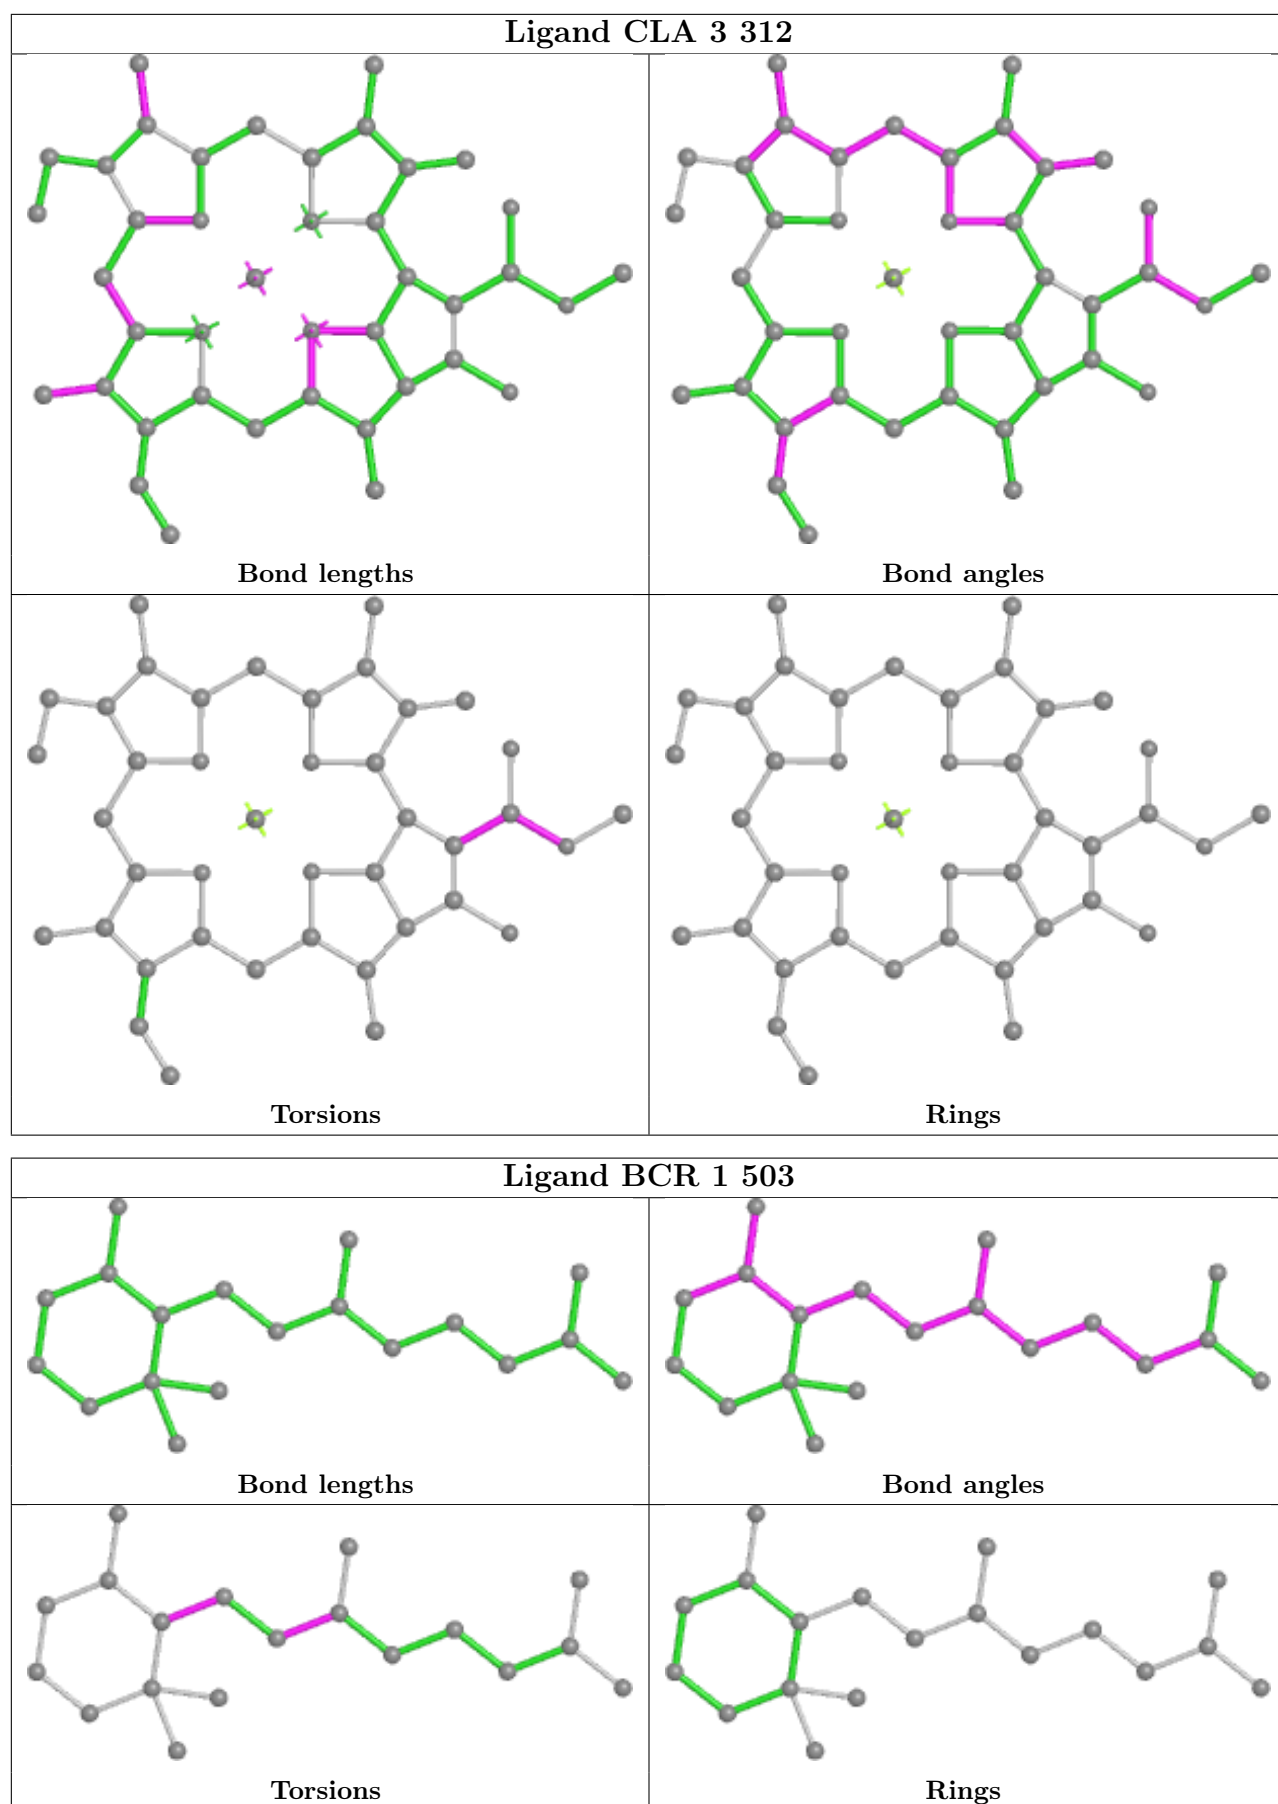 Ligand CLA 3 312
Bond lengths
Bond angles
Torsions
Rings
Ligand BCR 1 503
Bond lengths
Bond angles
Torsions
Rings